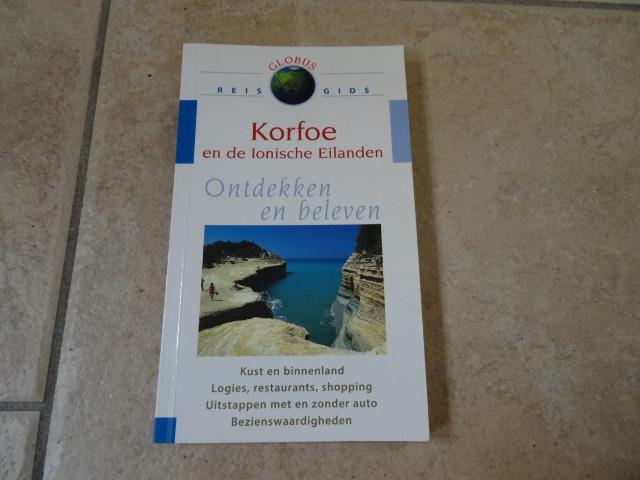 GLOBUS
REIS GIDS
Korfoe
en de Ionische Eilanden
Ontdekken
en beleven
Kust en binnenland
Logies, restaurants, shopping
Uitstappen met en zonder auto
Bezienswaardigheden